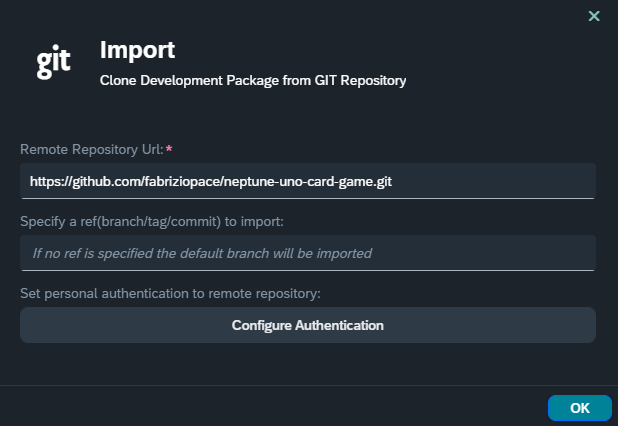 git
Import
Clone Development Package from GIT Repository
Remote Repository Url:*
https://github.com/fabriziopace/neptune-uno-card-game.git
Specify a ref(branch/tag/commit) to import:
If no ref is specified the default branch will be imported
Set personal authentication to remote repository:
Configure Authentication
OK